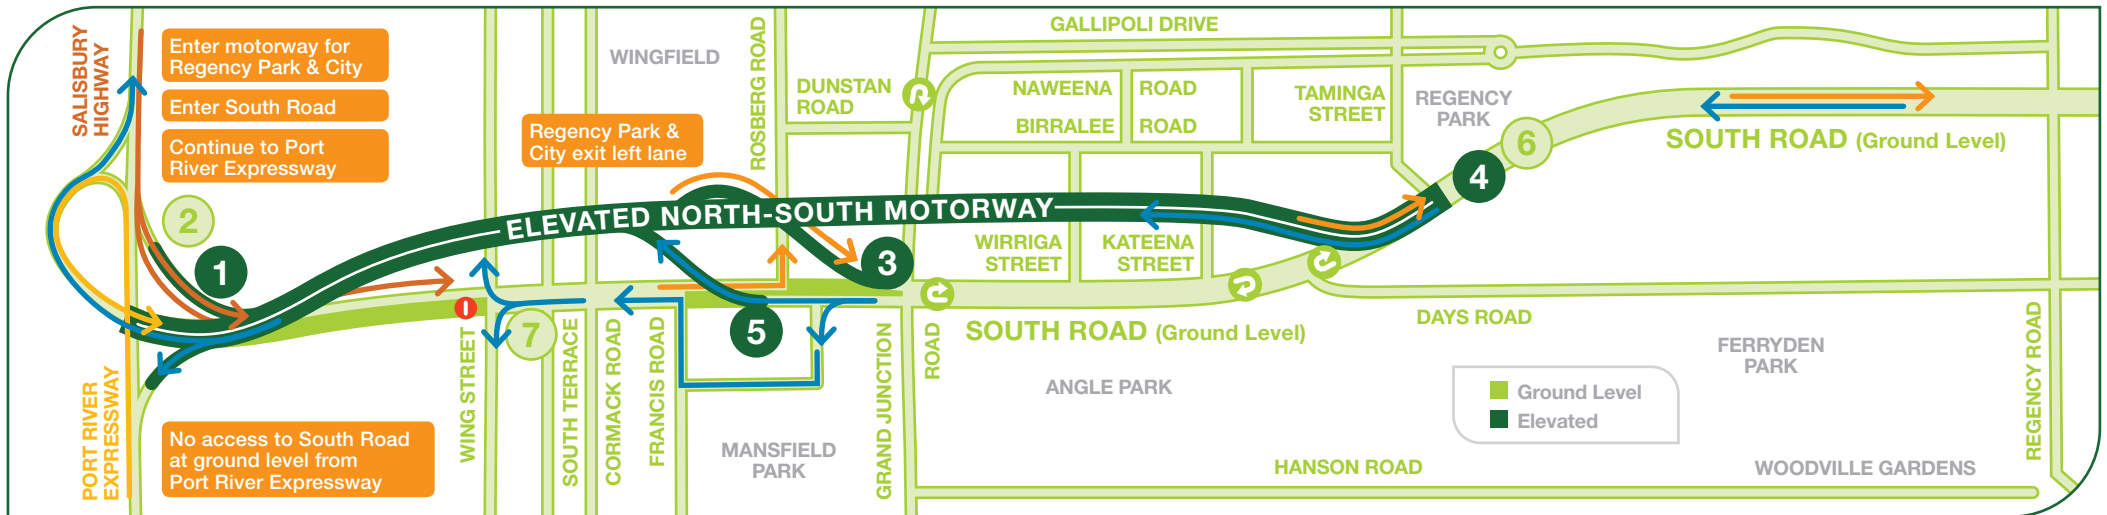 SALISBURY
HIGHWAY
Enter motorway for
Regency Park & City
Enter South Road
Continue to Port
River Expressway
2
1
PORT RIVER
EXPRESSWAY
No access to South Road
at ground level from
Port River Expressway
WINGFIELD
Regency Park &
City exit left lane
ROSBERG ROAD
DUNSTAN
ROAD
GALLIPOLI DRIVE
NAWEENA ROAD
BIRRALEE ROAD
TAMINGA
STREET
REGENCY
PARK
6
SOUTH ROAD (Ground Level)
4
ELEVATED NORTH-SOUTH MOTORWAY
3
WIRRIGA
STREET
KATEENA
STREET
5
7
WING STREET
SOUTH TERRACE
CORMACK ROAD
FRANCIS ROAD
MANSFIELD
PARK
GRAND JUNCTION
ROAD
SOUTH ROAD (Ground Level)
ANGLE PARK
DAYS ROAD
FERRYDEN
PARK
Ground Level
Elevated
HANSON ROAD
WOODVILLE GARDENS
REGENCY ROAD